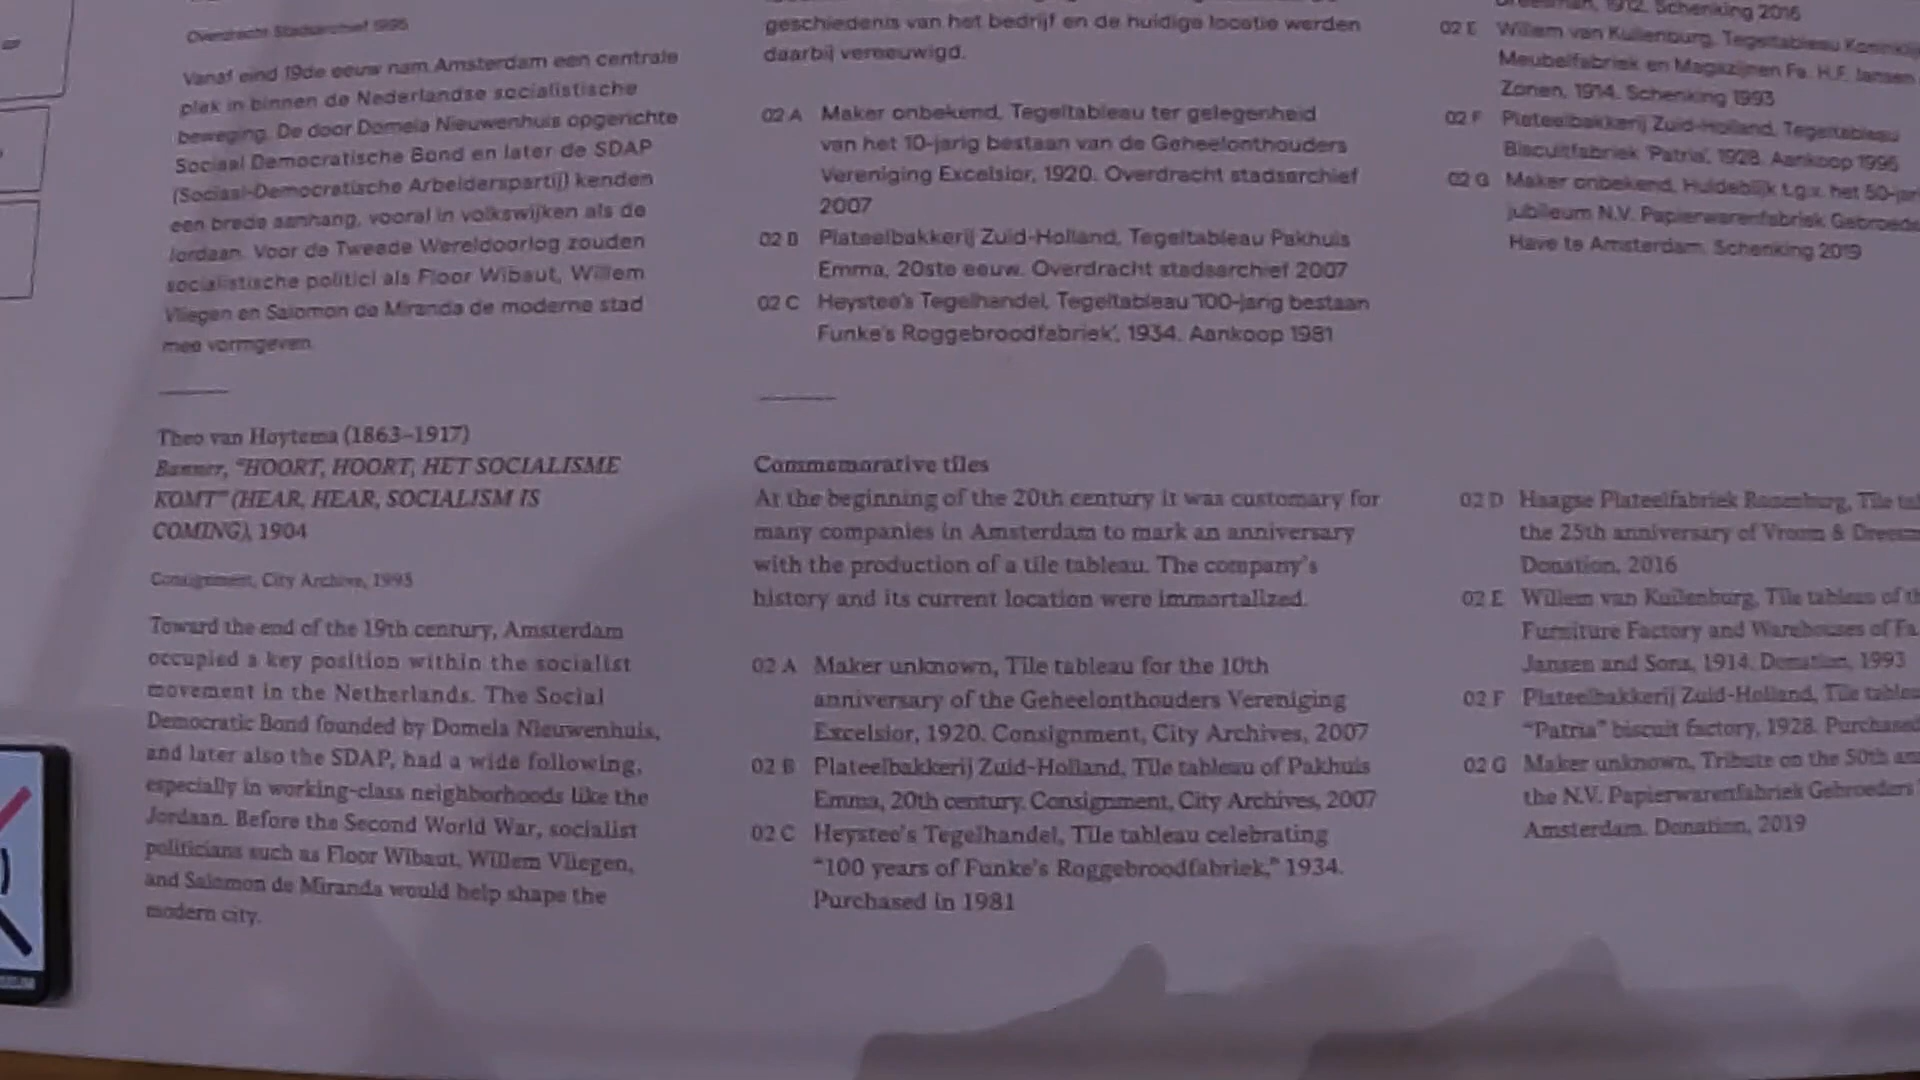 Overdracht Stadsarchief 1995
Vanaf eind 19de eeuw nam Amsterdam een centrale
plek in binnen de Nederlandse socialistische
beweging. De door Domela Nieuwenhuis opgerichte
Sociaal Democratische Bond en later de SDAP
(Sociaal-Democratische Arbeiderspartij) kenden
een brede aanhang, vooral in volkswijken als de
Jordaan. Voor de Tweede Wereldoorlog zouden
socialistische politici als Floor Wibaut, Willem
Vliegen en Salomon de Miranda de moderne stad
mee vormgeven.
Theo van Hoytema (1863–1917)
Banner, "HOORT, HOORT, HET SOCIALISME
KOMT" (HEAR, HEAR, SOCIALISM IS
COMING), 1904
Consignment, City Archive, 1995
Toward the end of the 19th century, Amsterdam
occupied a key position within the socialist
movement in the Netherlands. The Social
Democratic Bond founded by Domela Nieuwenhuis,
and later also the SDAP, had a wide following,
especially in working-class neighborhoods like the
Jordaan. Before the Second World War, socialist
politicians such as Floor Wibaut, Willem Vliegen,
and Salomon de Miranda would help shape the
modern city.
geschiedenis van het bedrijf en de huidige locatie werden
daarbij vereeuwigd.
02 A Maker onbekend, Tegeltableau ter gelegenheid
van het 10-jarig bestaan van de Geheelonthouders
Vereniging Excelsior, 1920. Overdracht stadsarchief
2007
02 B Plateelbakkerij Zuid-Holland, Tegeltableau Pakhuis
Emma, 20ste eeuw. Overdracht stadsarchief 2007
02 C Heystee's Tegelhandel, Tegeltableau '100-jarig bestaan
Funke's Roggebroodfabriek', 1934. Aankoop 1981
Commemorative tiles
At the beginning of the 20th century it was customary for
many companies in Amsterdam to mark an anniversary
with the production of a tile tableau. The company's
history and its current location were immortalized.
02 A Maker unknown, Tile tableau for the 10th
anniversary of the Geheelonthouders Vereniging
Excelsior, 1920. Consignment, City Archives, 2007
02 B Plateelbakkerij Zuid-Holland, Tile tableau of Pakhuis
Emma, 20th century. Consignment, City Archives, 2007
02 C Heystee's Tegelhandel, Tile tableau celebrating
"100 years of Funke's Roggebroodfabriek," 1934.
Purchased in 1981
1912. Schenking 2016
02 E Willem van Kuilenburg, Tegeltableau
Meubelfabriek en Magazijnen Fa. H.F. Jansen
Zonen, 1914. Schenking 1993
02 F Plateelbakkerij Zuid-Holland, Tegeltableau
Biscuitfabriek 'Patria', 1928. Aankoop 1995
02 G Maker onbekend, Huldeblijk t.g.v. het
jubileum N.V. Papierwarenfabriek
Have te Amsterdam. Schenking 2019
02 D Haagse Plateelfabriek Rozenburg, Tile
the 25th anniversary of Vroom &
Donation, 2016
02 E Willem van Kuilenburg, Tile tableau of
Furniture Factory and Warehouses of Fa.
Jansen and Sons, 1914. Donation, 1993
02 F Plateelbakkerij Zuid-Holland, Tile
"Patria" biscuit factory, 1928. Purchased
02 G Maker unknown, Tribute on the 50th
the N.V. Papierwarenfabriek Gebroeders
Amsterdam. Donation, 2019